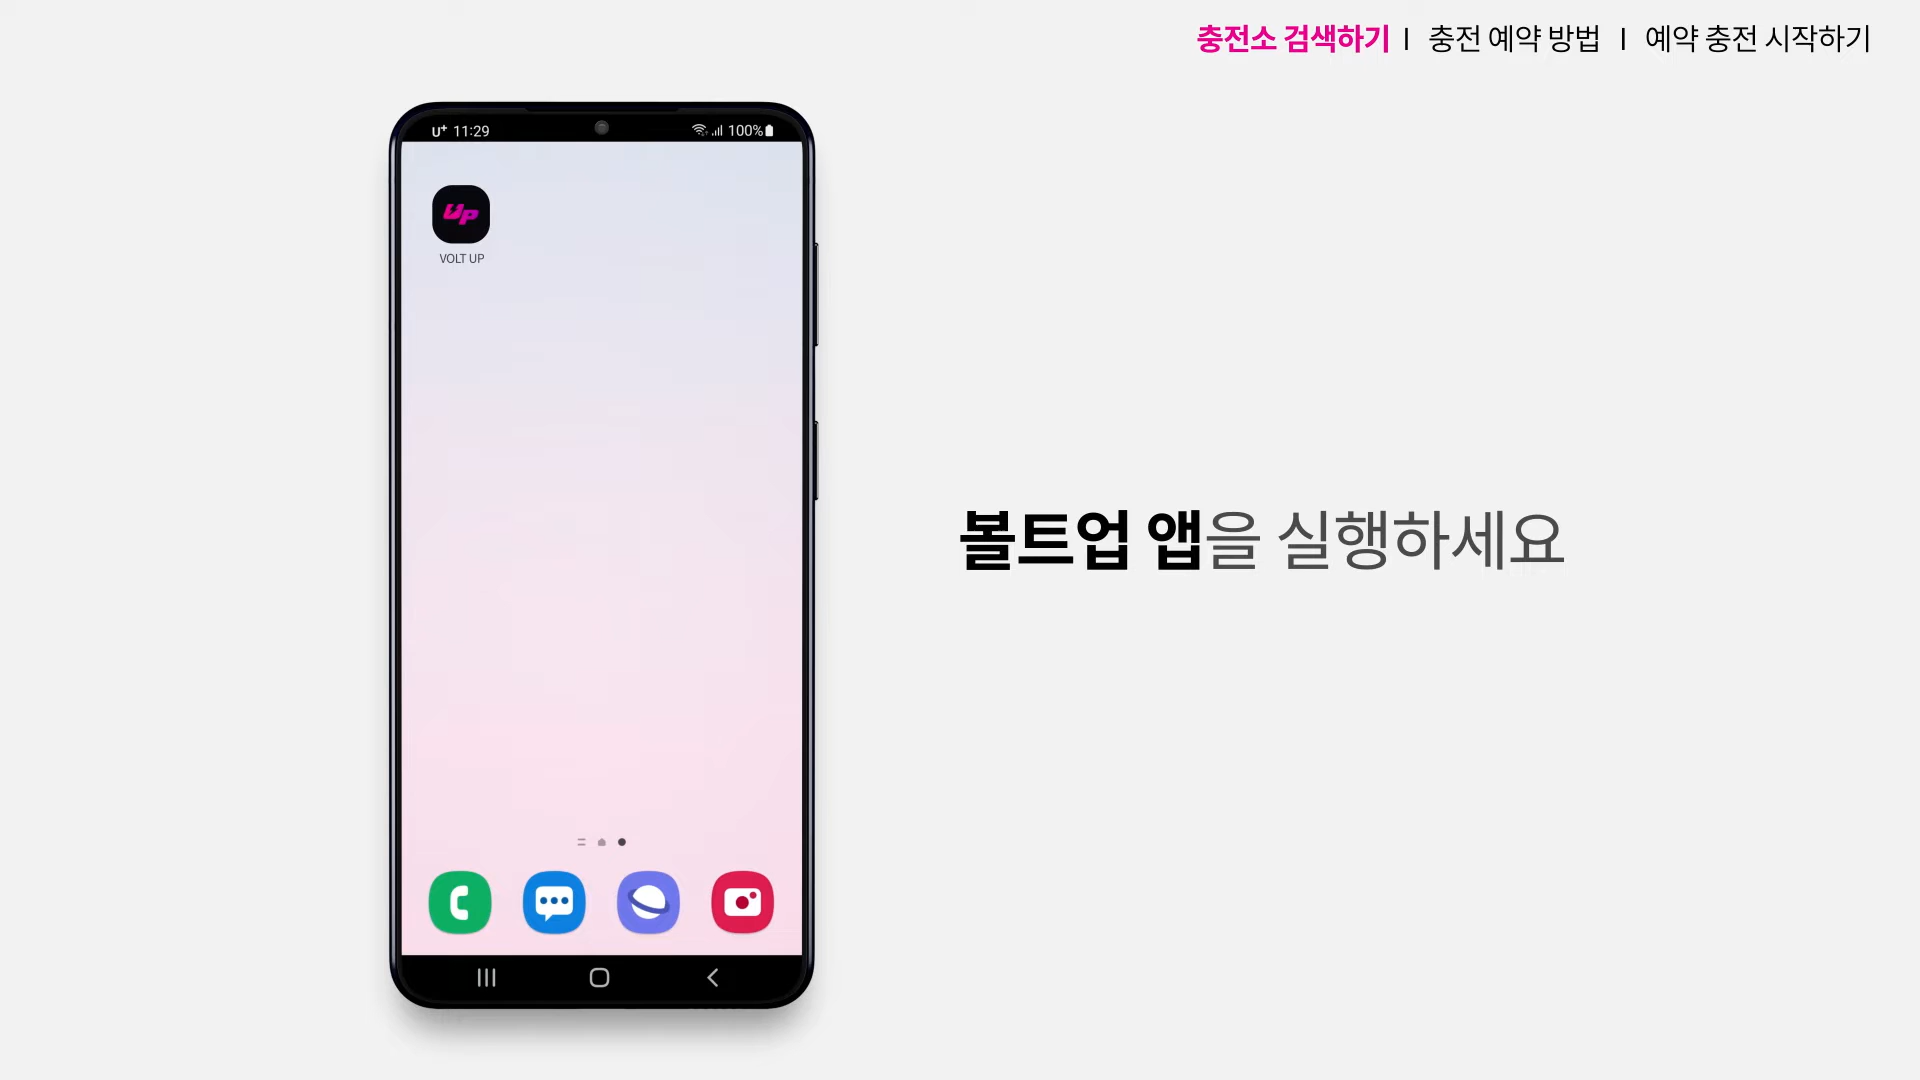 충전소 검색하기 | 충전 예약 방법 | 예약 충전 시작하기
U+ 11:29 100%
UP
VOLT UP
볼트업 앱을 실행하세요